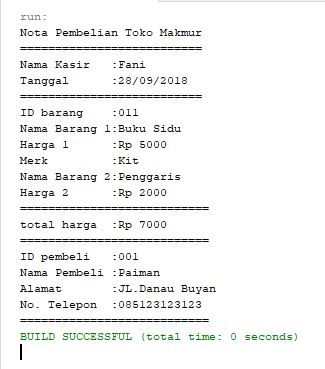 run:
Nota Pembelian Toko Makmur
==========================
Nama Kasir   :Fani
Tanggal      :28/09/2018
==========================
ID barang    :011
Nama Barang 1:Buku Sidu
Harga 1      :Rp 5000
Merk         :Kit
Nama Barang 2:Penggaris
Harga 2      :Rp 2000
===========================
total harga  :Rp 7000
===========================
ID pembeli   :001
Nama Pembeli :Paiman
Alamat       :JL.Danau Buyan
No. Telepon  :085123123123
===========================
BUILD SUCCESSFUL (total time: 0 seconds)